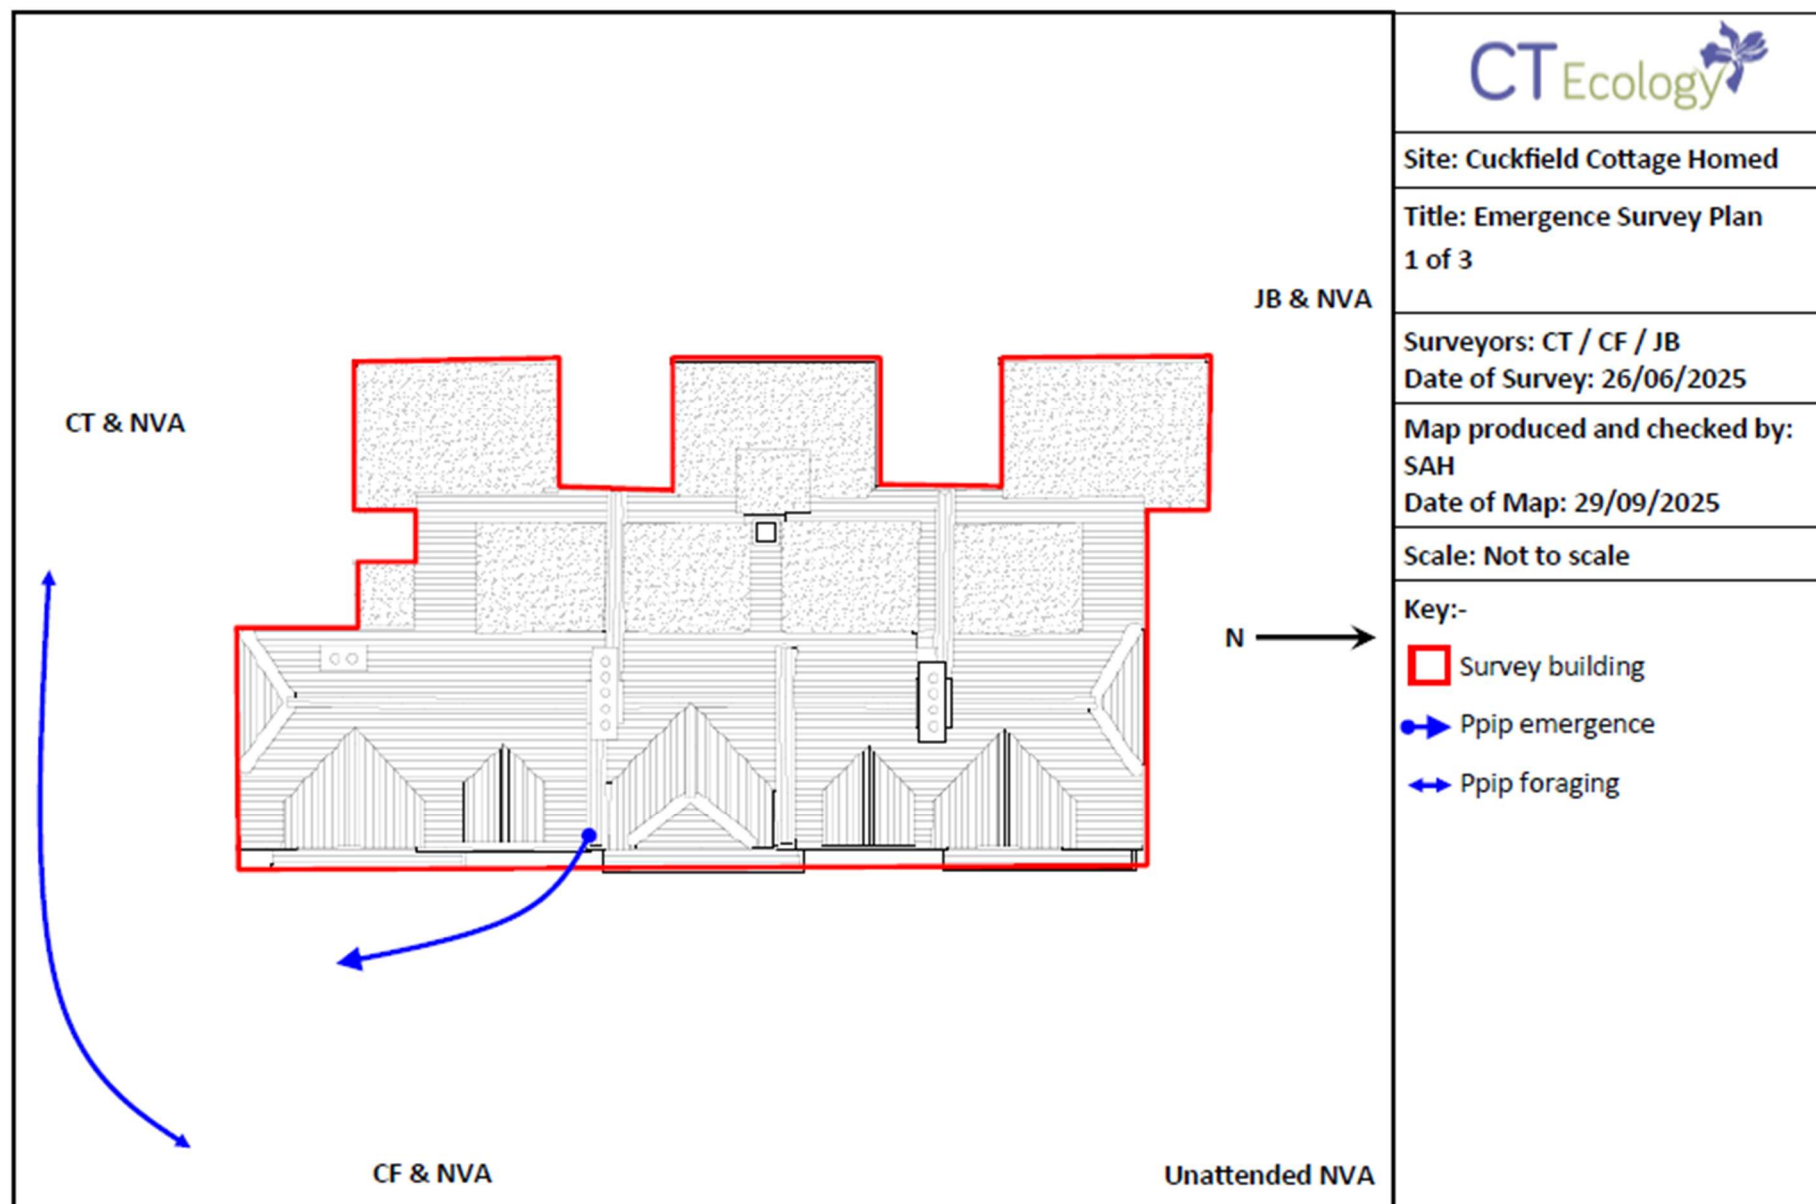 CT Ecology
Site: Cuckfield Cottage Homed
Title: Emergence Survey Plan
1 of 3
JB & NVA
Surveyors: CT / CF / JB
Date of Survey: 26/06/2025
CT & NVA
Map produced and checked by:
SAH
Date of Map: 29/09/2025
Scale: Not to scale
Key:-
N
Survey building
Ppip emergence
Ppip foraging
CF & NVA
Unattended NVA